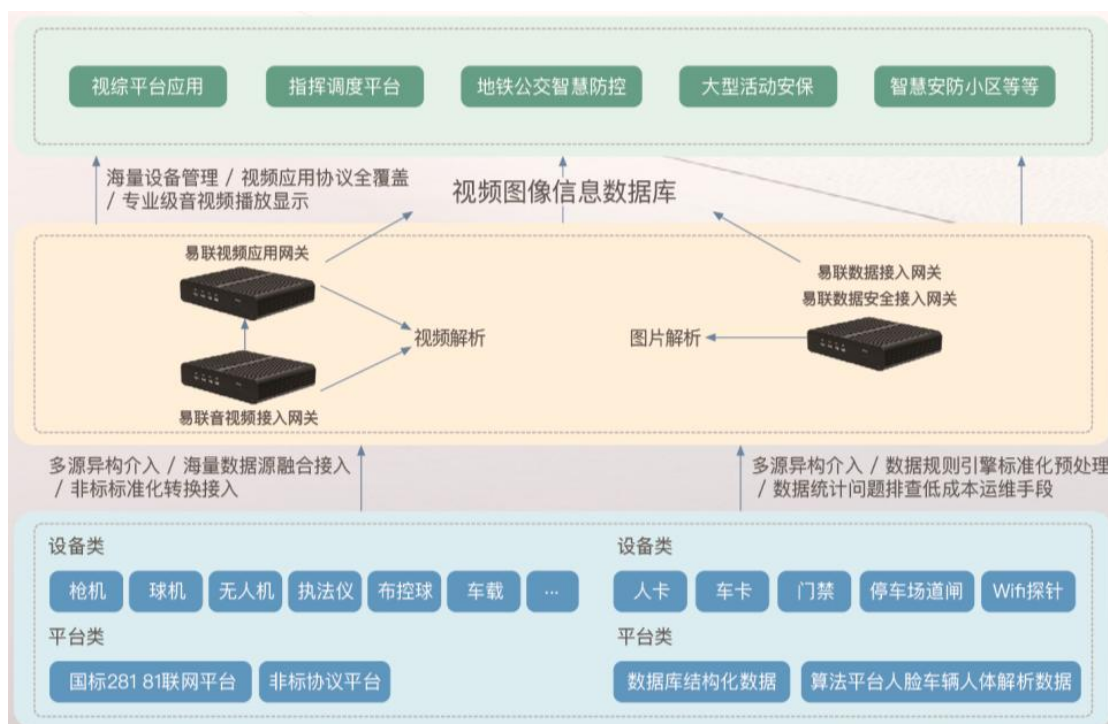 视综平台应用
指挥调度平台
地铁公交智慧防控
大型活动安保
智慧安防小区等等
海量设备管理 / 视频应用协议全覆盖
/ 专业级音视频播放显示
视频图像信息数据库
易联视频应用网关
易联数据接入网关
易联数据安全接入网关
视频解析
图片解析
易联音视频接入网关
多源异构介入 / 海量数据源融合接入
/ 非标标准化转换接入
多源异构介入 / 数据规则引擎标准化预处理
/ 数据统计问题排查低成本运维手段
设备类
枪机
球机
无人机
执法仪
布控球
车载
...
平台类
国标281 81联网平台
非标协议平台
设备类
人卡
车卡
门禁
停车场道闸
Wifi探针
平台类
数据库结构化数据
算法平台人脸车辆人体解析数据